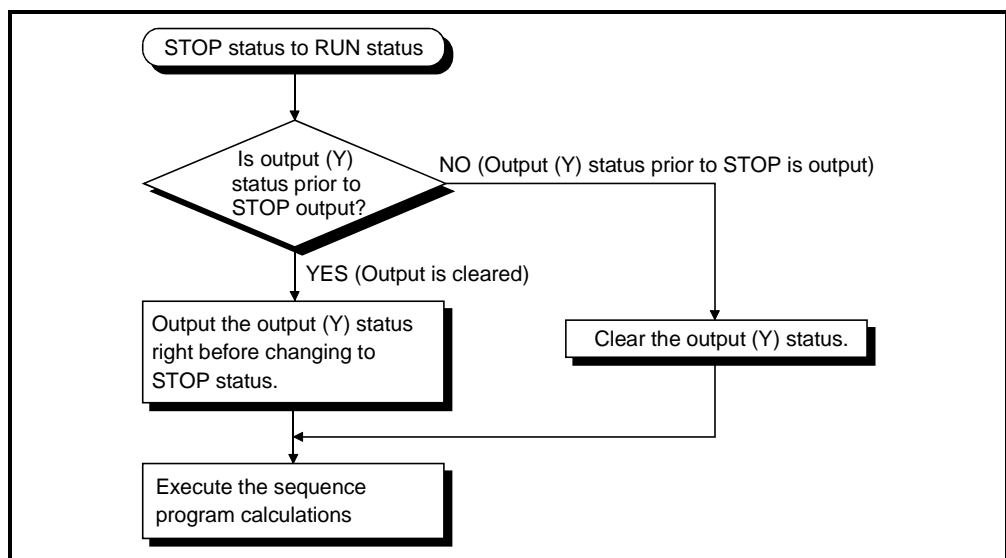 STOP status to RUN status
Is output (Y)
status prior to
STOP output?
NO (Output (Y) status prior to STOP is output)
YES (Output is cleared)
Output the output (Y) status
right before changing to
STOP status.
Clear the output (Y) status.
Execute the sequence
program calculations